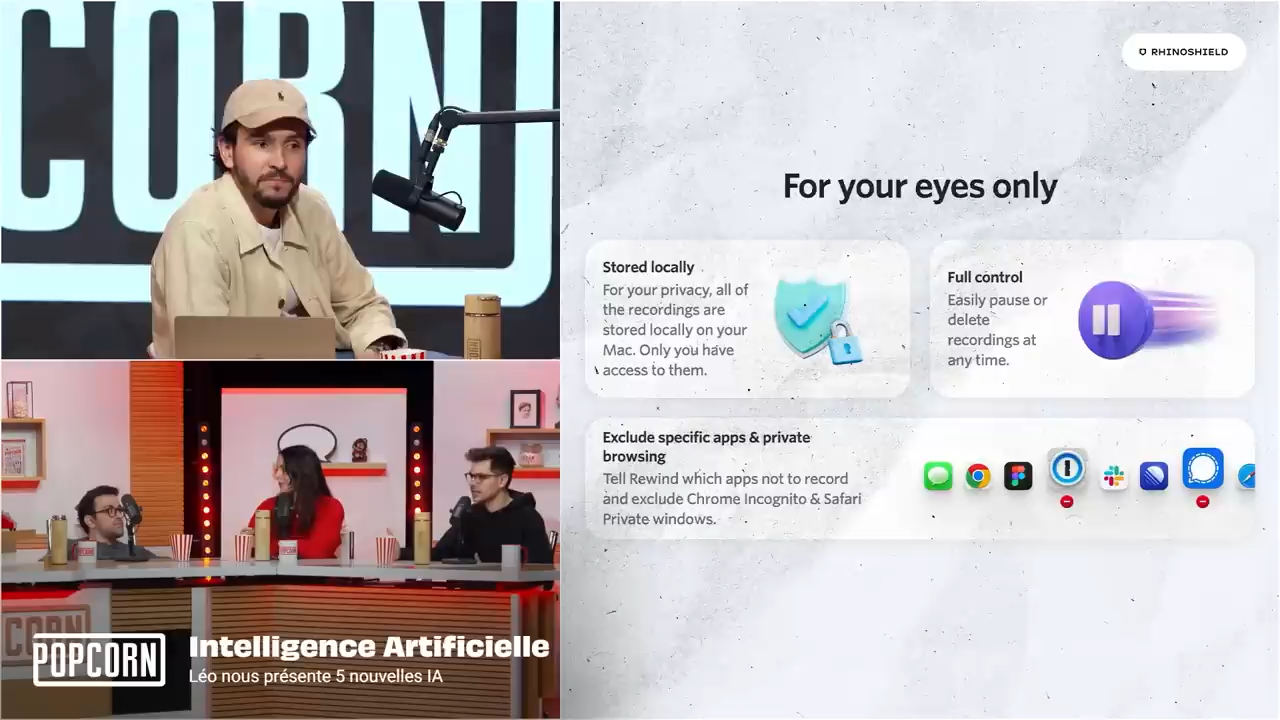 CORN
RHINOSHIELD
For your eyes only
Stored locally
For your privacy, all of
the recordings are
stored locally on your
Mac. Only you have
access to them.
Full control
Easily pause or
delete
recordings at
any time.
Exclude specific apps & private
browsing
Tell Rewind which apps not to record
and exclude Chrome Incognito & Safari
Private windows.
CORN
POPCORN
Intelligence Artificielle
Léo nous présente 5 nouvelles IA